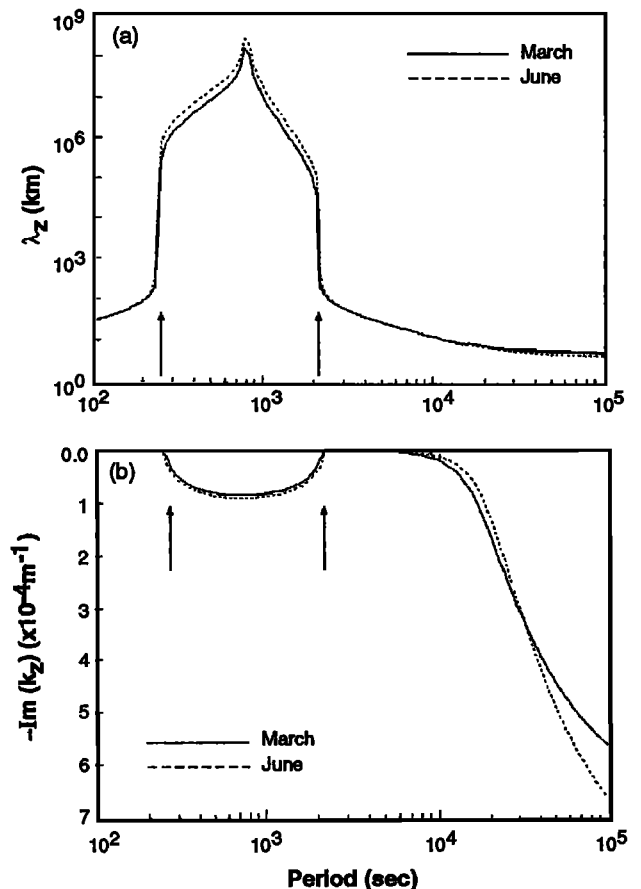 (a)
March
June
10⁹
10⁶
10³
10⁰
λz (km)
10² 10³ 10⁴ 10⁵
(b)
0.0
1
2
3
4
5
6
7
-Im (kz) (x10-4m-1)
March
June
10² 10³ 10⁴ 10⁵
Period (sec)